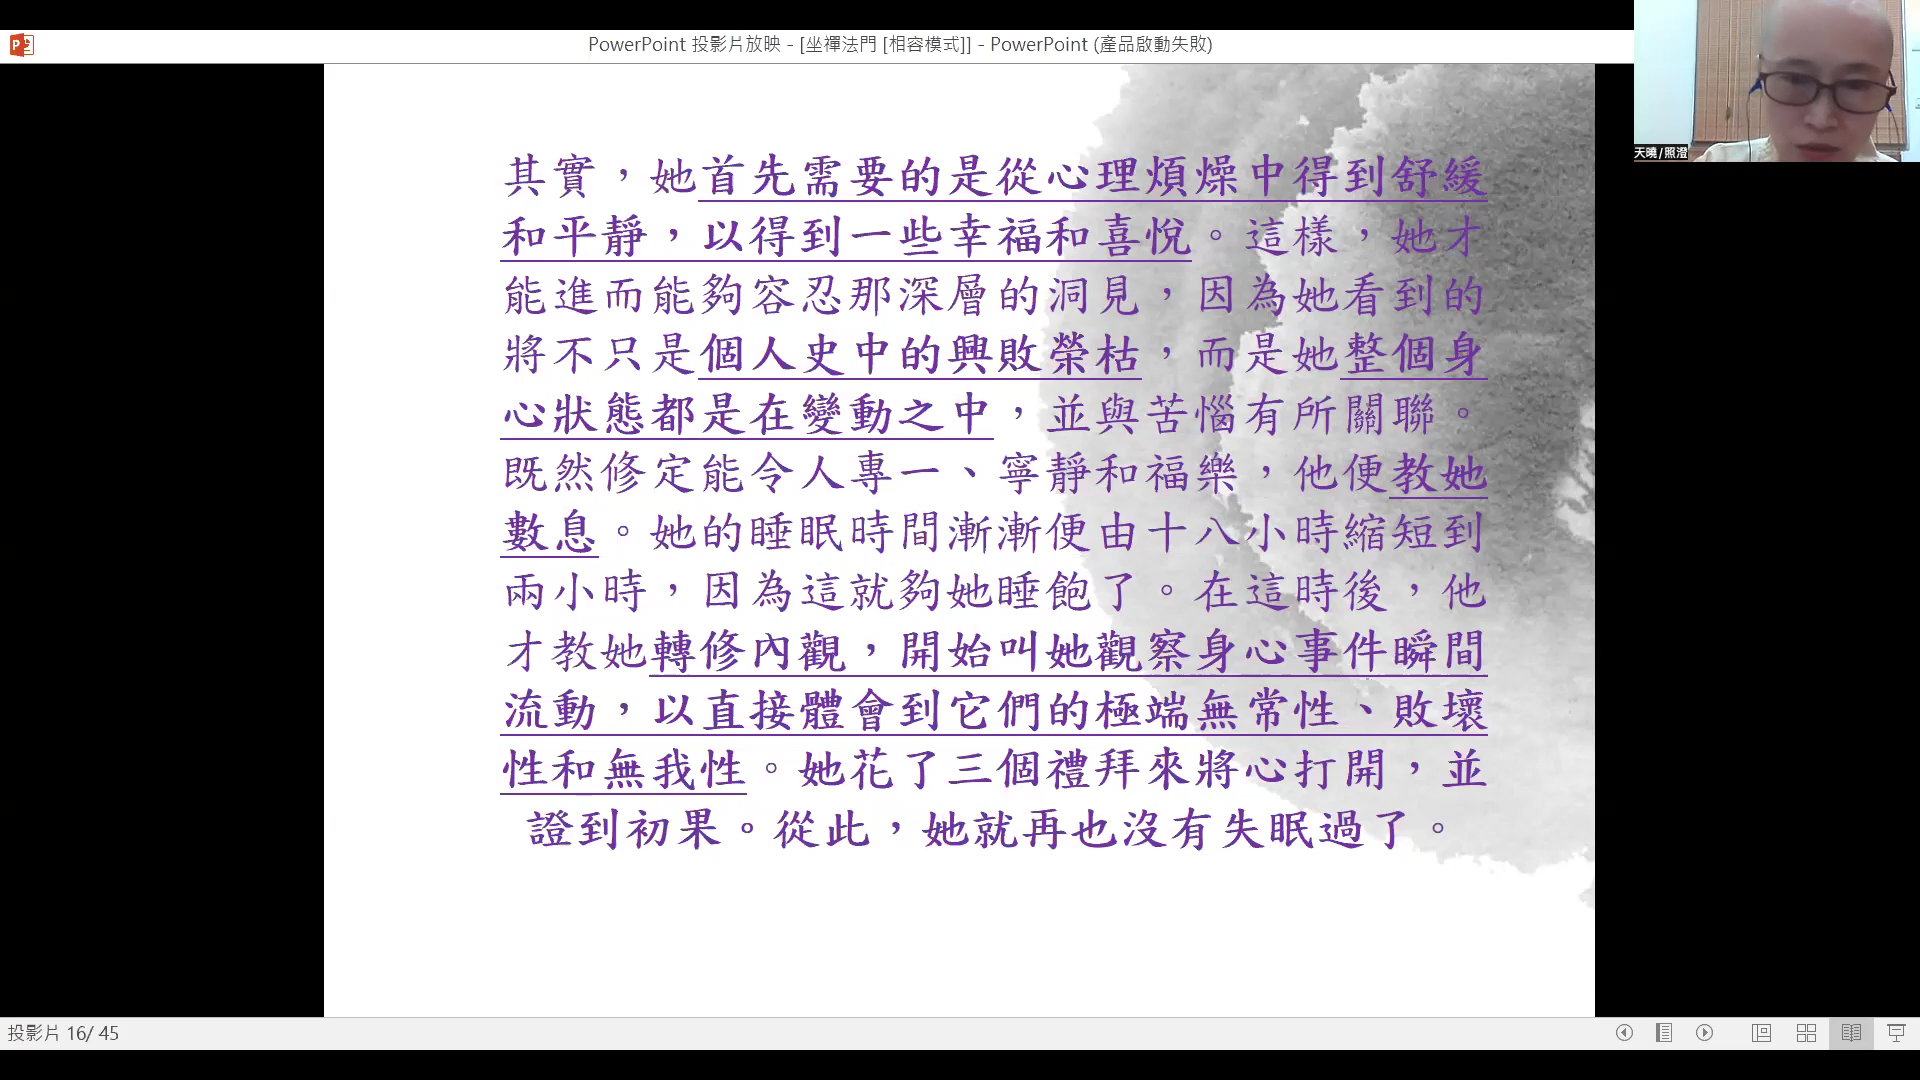 PowerPoint 投影片放映 - [坐禪法門 [相容模式]] - PowerPoint (產品啟動失敗)
天曉/照澄
其實，她首先需要的是從心理煩燥中得到舒緩
和平靜，以得到一些幸福和喜悅。這樣，她才
能進而能夠容忍那深層的洞見，因為她看到的
將不只是個人史中的興敗榮枯，而是她整個身
心狀態都是在變動之中，並與苦惱有所關聯。
既然修定能令人專一、寧靜和福樂，他便教她
數息。她的睡眠時間漸漸便由十八小時縮短到
兩小時，因為這就夠她睡飽了。在這時後，他
才教她轉修內觀，開始叫她觀察身心事件瞬間
流動，以直接體會到它們的極端無常性、敗壞
性和無我性。她花了三個禮拜來將心打開，並
證到初果。從此，她就再也沒有失眠過了。
投影片 16/ 45